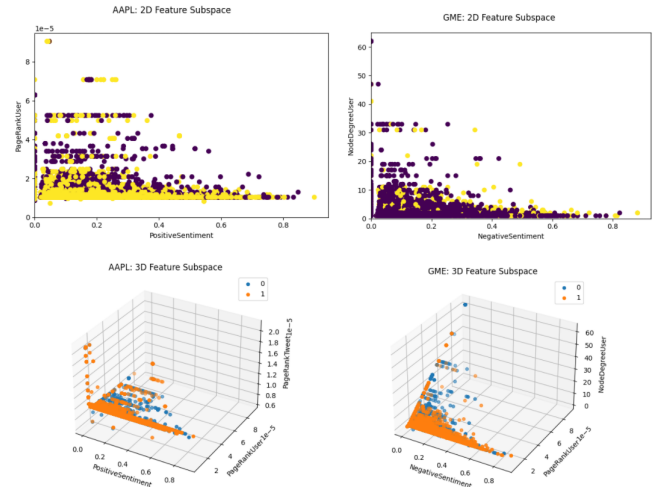 AAPL: 2D Feature Subspace
1e−5
8
6
4
2
0
PageRankUser
0.0 0.2 0.4 0.6 0.8
PositiveSentiment
GME: 2D Feature Subspace
60
50
40
30
20
10
0
NodeDegreeUser
0.0 0.2 0.4 0.6 0.8
NegativeSentiment
AAPL: 3D Feature Subspace
0
1
2.0
1.8
1.6
1.4
1.2
1.0
0.8
0.6
PageRankTweet1e−5
0.0 0.2 0.4 0.6 0.8
PositiveSentiment
2 4 6 8
PageRankUser1e−5
GME: 3D Feature Subspace
0
1
60
50
40
30
20
10
0
NodeDegreeUser
0.0 0.2 0.4 0.6 0.8
NegativeSentiment
2 4 6 8
PageRankUser1e−5